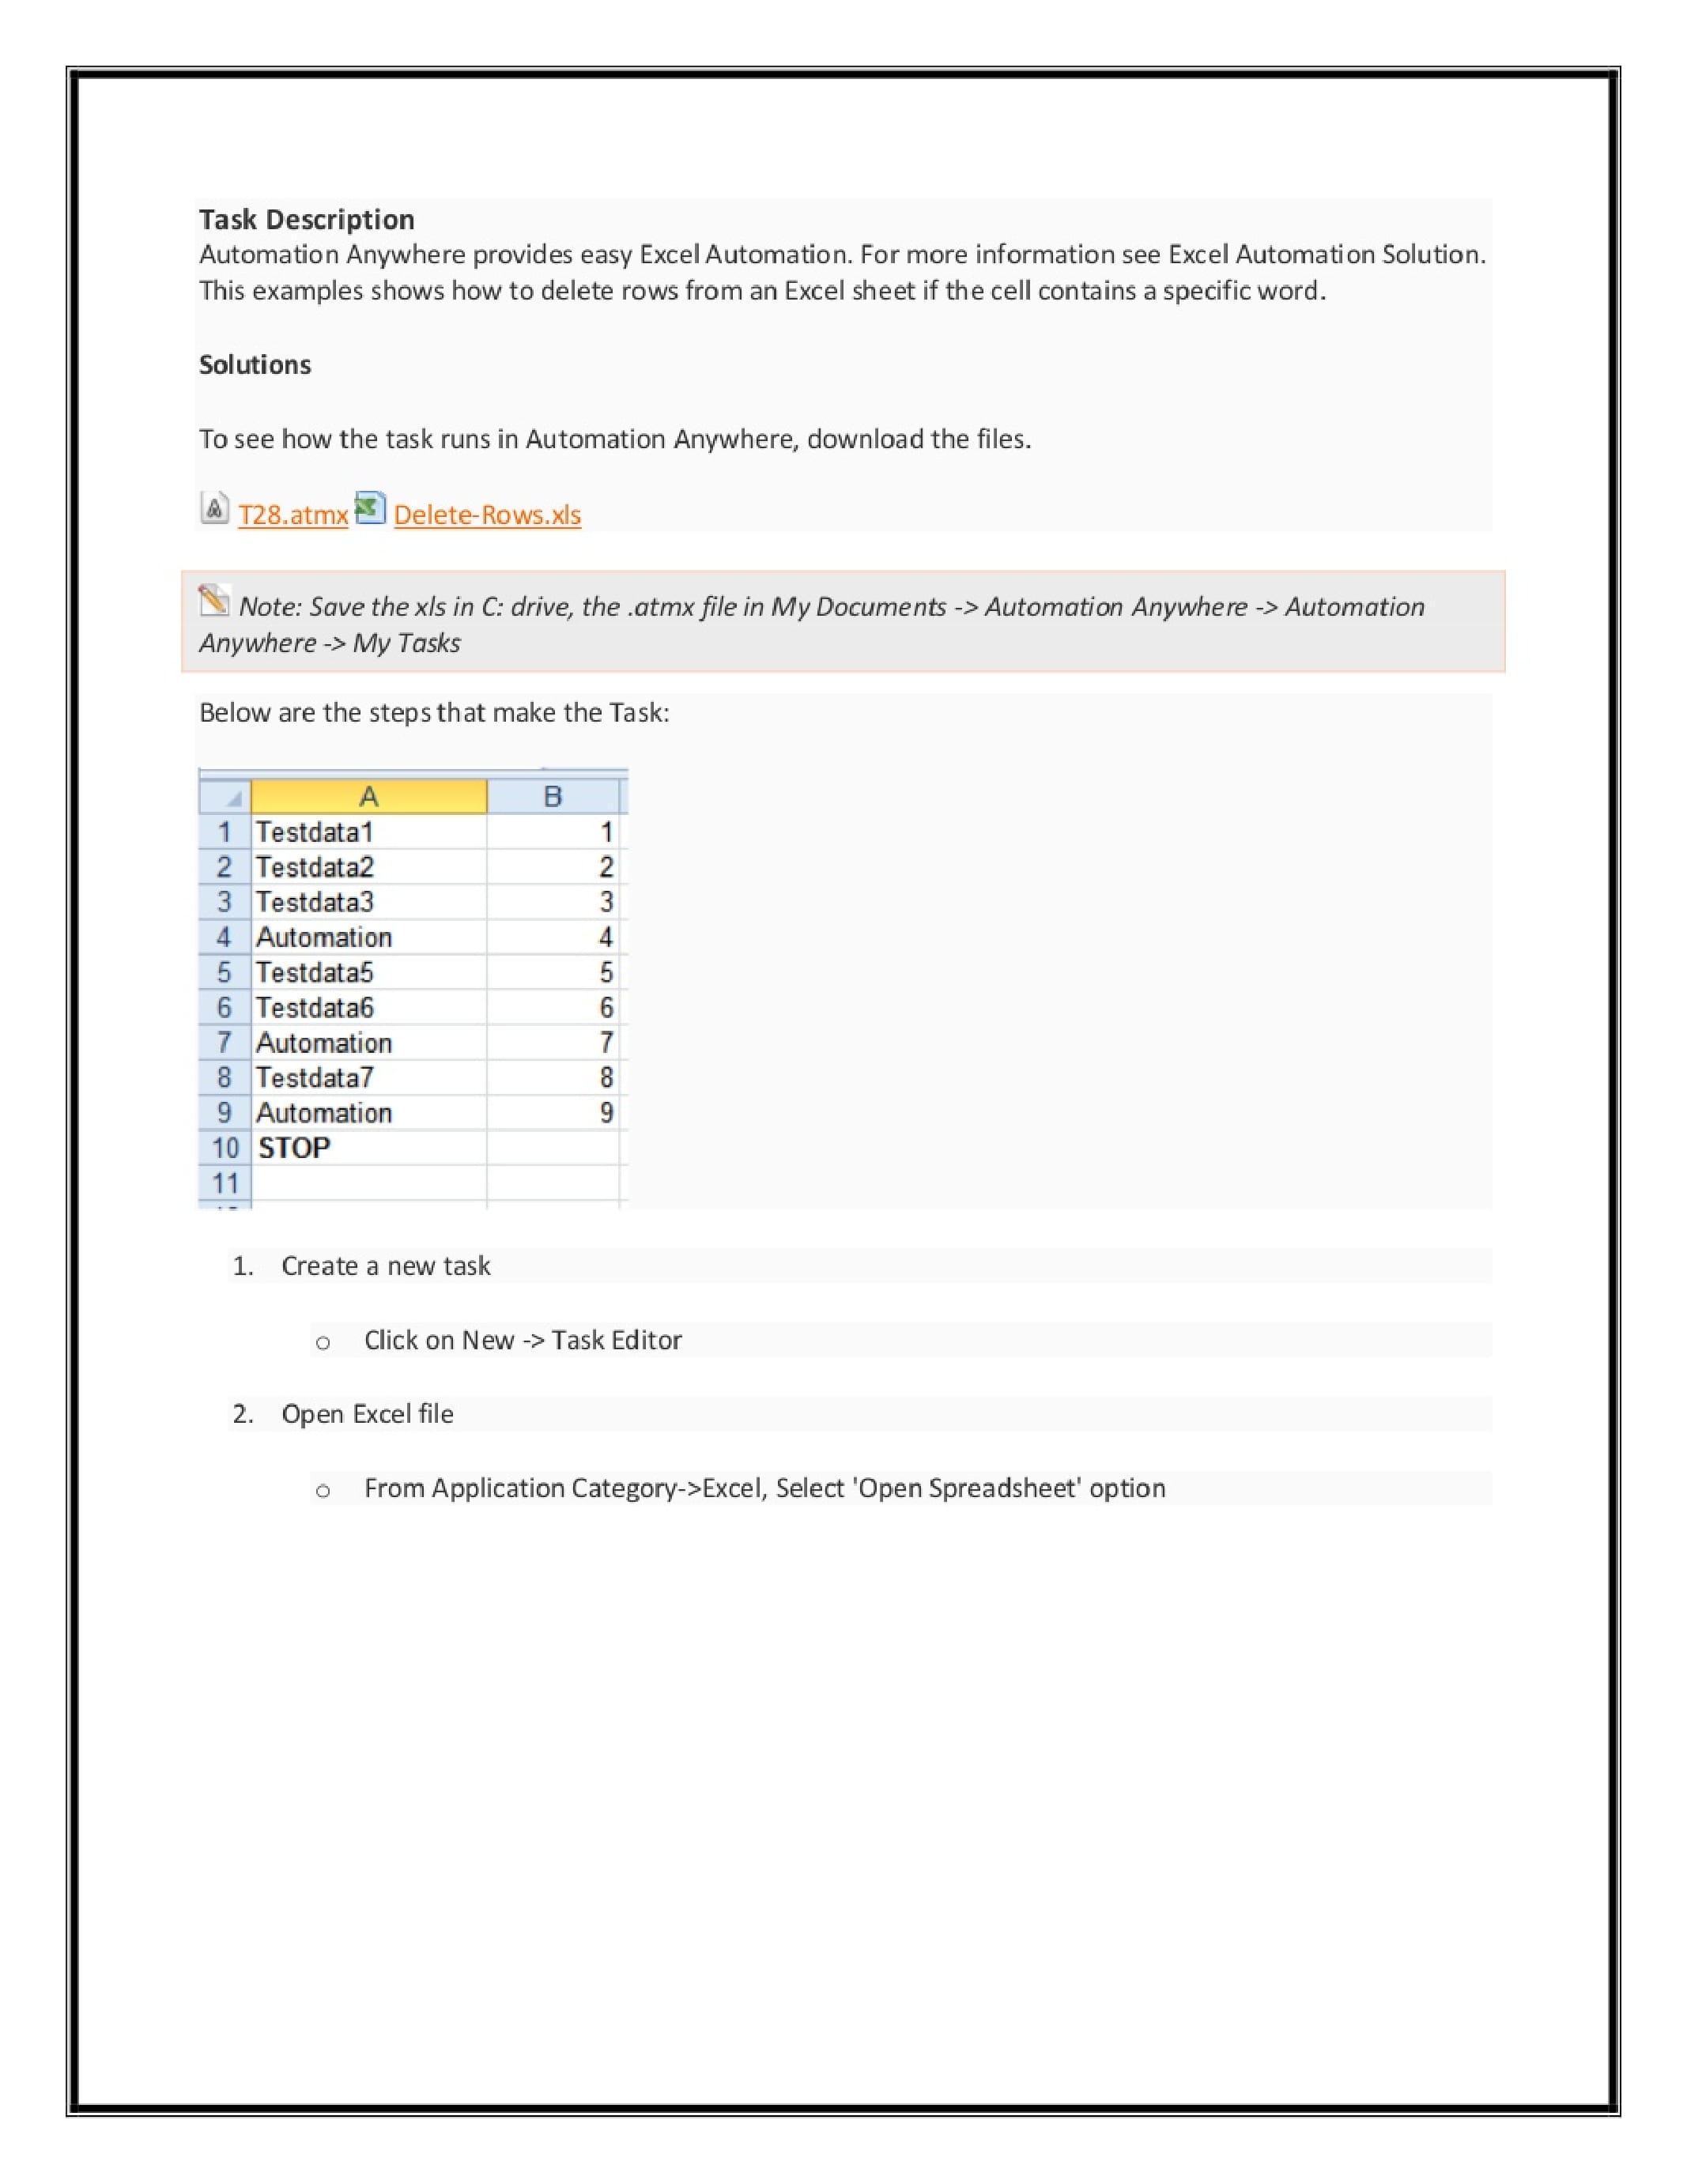 Task Description
Automation Anywhere provides easy Excel Automation. For more information see Excel Automation Solution.
This examples shows how to delete rows from an Excel sheet if the cell contains a specific word.
Solutions
To see how the task runs in Automation Anywhere, download the files.
T28.atmx Delete-Rows.xls
Note: Save the xls in C: drive, the .atmx file in My Documents -> Automation Anywhere -> Automation
Anywhere -> My Tasks
Below are the steps that make the Task:
A B
1 Testdata1 1
2 Testdata2 2
3 Testdata3 3
4 Automation 4
5 Testdata5 5
6 Testdata6 6
7 Automation 7
8 Testdata7 8
9 Automation 9
10 STOP
11
1. Create a new task
o Click on New -> Task Editor
2. Open Excel file
o From Application Category->Excel, Select 'Open Spreadsheet' option